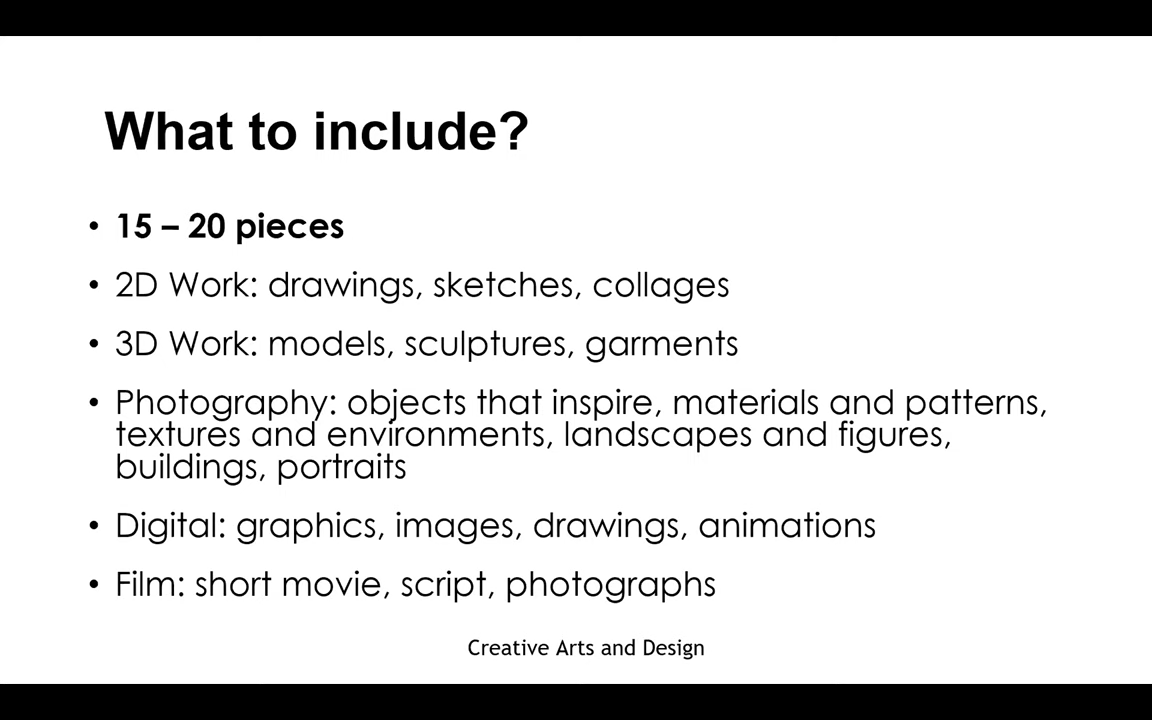 What to include?
• 15 – 20 pieces
• 2D Work: drawings, sketches, collages
• 3D Work: models, sculptures, garments
• Photography: objects that inspire, materials and patterns,
textures and environments, landscapes and figures,
buildings, portraits
• Digital: graphics, images, drawings, animations
• Film: short movie, script, photographs
Creative Arts and Design